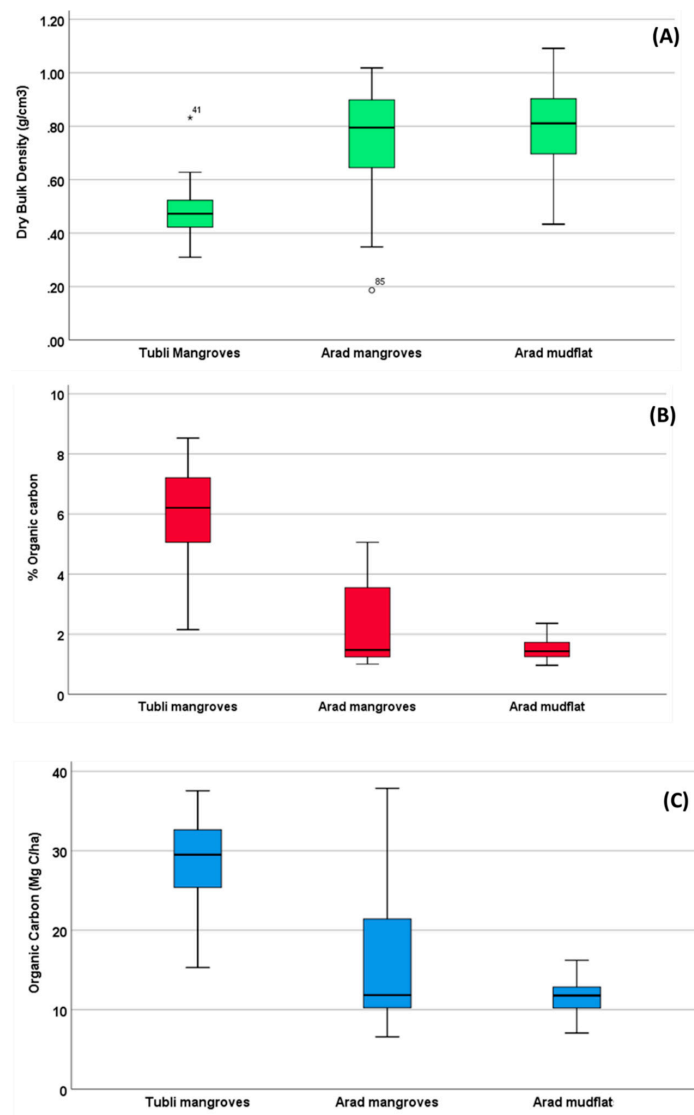 (A)
Dry Bulk Density (g/cm3)
1.20
1.00
.80
.60
.40
.20
.00
41
85
Tubli Mangroves Arad mangroves Arad mudflat
(B)
% Organic carbon
10
8
6
4
2
0
Tubli mangroves Arad mangroves Arad mudflat
(C)
Organic Carbon (Mg C/ha)
40
30
20
10
0
Tubli mangroves Arad mangroves Arad mudflat